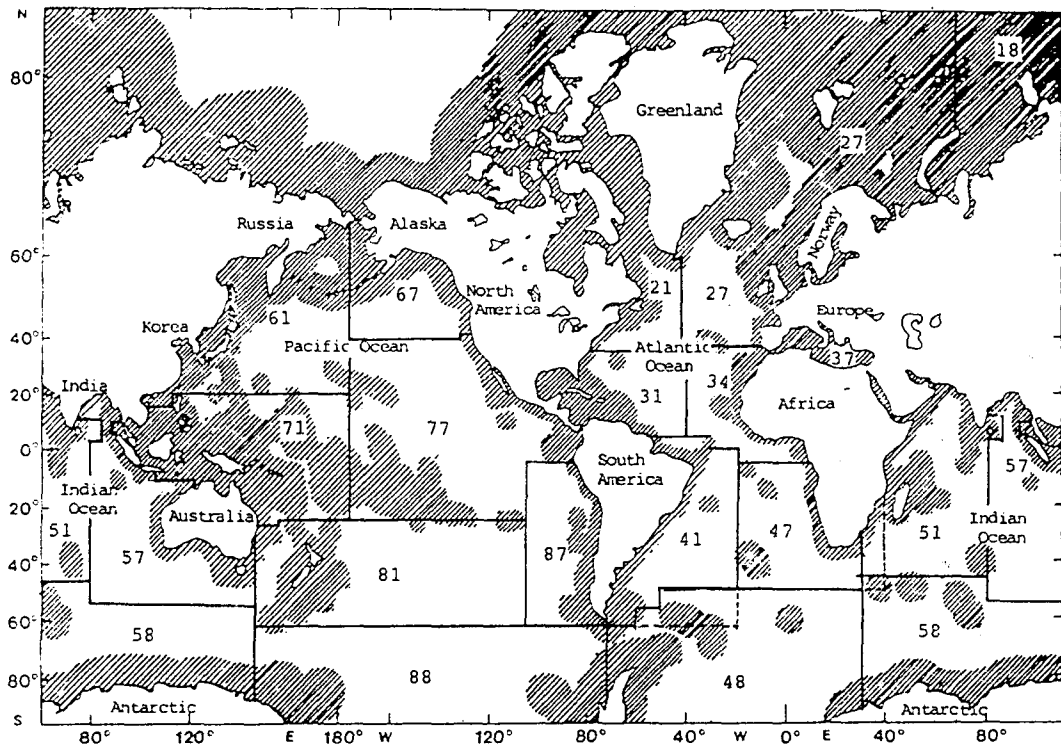 N
80°
18
Greenland
27
Russia
Alaska
Norway
60°
67
21
27
North
America
61
Europe
Korea
40°
Pacific Ocean
Atlantic
Ocean
37
34
India
20°
31
Africa
71
77
0°
South
America
57
Indian
Ocean
20°
Australia
51
Indian
Ocean
51
57
41
47
87
81
40°
60°
58
58
88
48
80°
Antarctic
Antarctic
S
80° 120° E 180° W 120° 80° 40° W 0° E 40° 80°